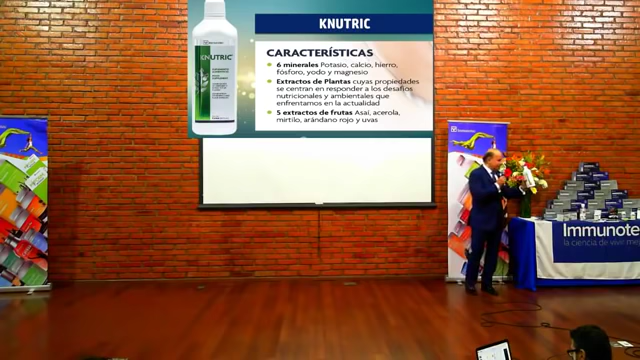 KNUTRIC
CARACTERÍSTICAS
6 minerales Potasio, calcio, hierro,
fósforo, yodo y magnesio
Extractos de Plantas cuyas propiedades
se centran en responder a los desafíos
nutricionales y ambientales que
enfrentamos en la actualidad
5 extractos de frutas Asai, acerola,
mirtilo, arándano rojo y uvas
KNUTRIC
Immunotec
la ciencia de vivir me